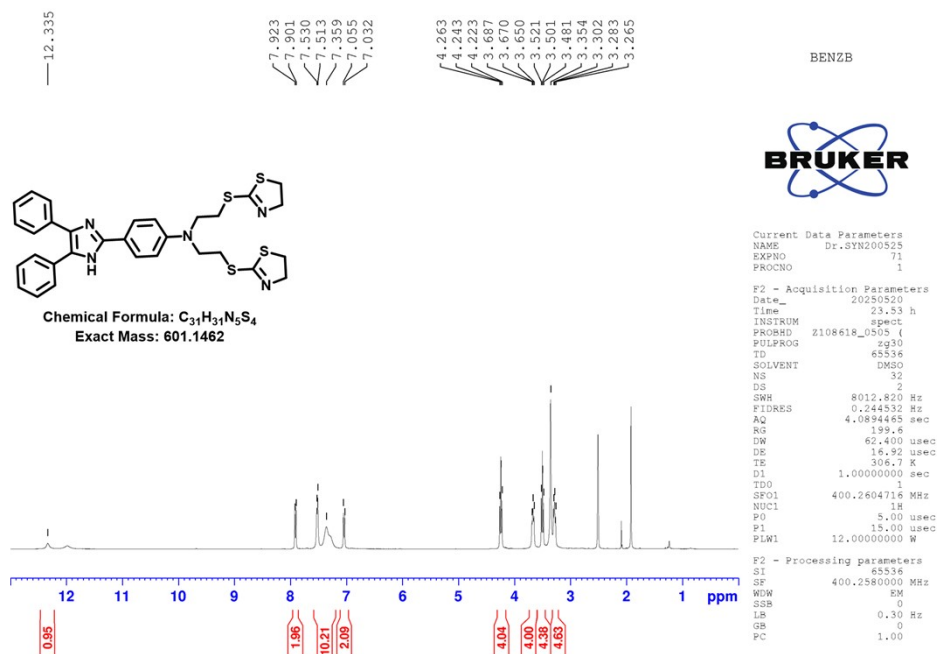 12.335
7.923
7.901
7.530
7.513
7.359
7.055
7.032
4.263
4.243
4.223
3.687
3.670
3.650
3.521
3.501
3.481
3.354
3.302
3.283
3.265
BENZB
BRUKER
N
NH
N
S
S
N
S
S
N
Chemical Formula: C31H31N5S4
Exact Mass: 601.1462
Current Data Parameters
NAME Dr.SYN200525
EXPNO 71
PROCNO 1
F2 - Acquisition Parameters
Date_ 20250520
Time 23.53 h
INSTRUM spect
PROBHD Z108618_0505 (
PULPROG zg30
TD 65536
SOLVENT DMSO
NS 32
DS 2
SWH 8012.820 Hz
FIDRES 0.244532 Hz
AQ 4.0894465 sec
RG 199.6
DW 62.400 usec
DE 16.92 usec
TE 306.7 K
D1 1.00000000 sec
TD0 1
SFO1 400.2604716 MHz
NUC1 1H
P0 5.00 usec
P1 15.00 usec
PLW1 12.00000000 W
F2 - Processing parameters
SI 65536
SF 400.2580000 MHz
WDW EM
SSB 0
LB 0.30 Hz
GB 0
PC 1.00
12 11 10 9 8 7 6 5 4 3 2 1 ppm
0.95
1.96
10.21
2.09
4.04
4.00
4.38
4.63